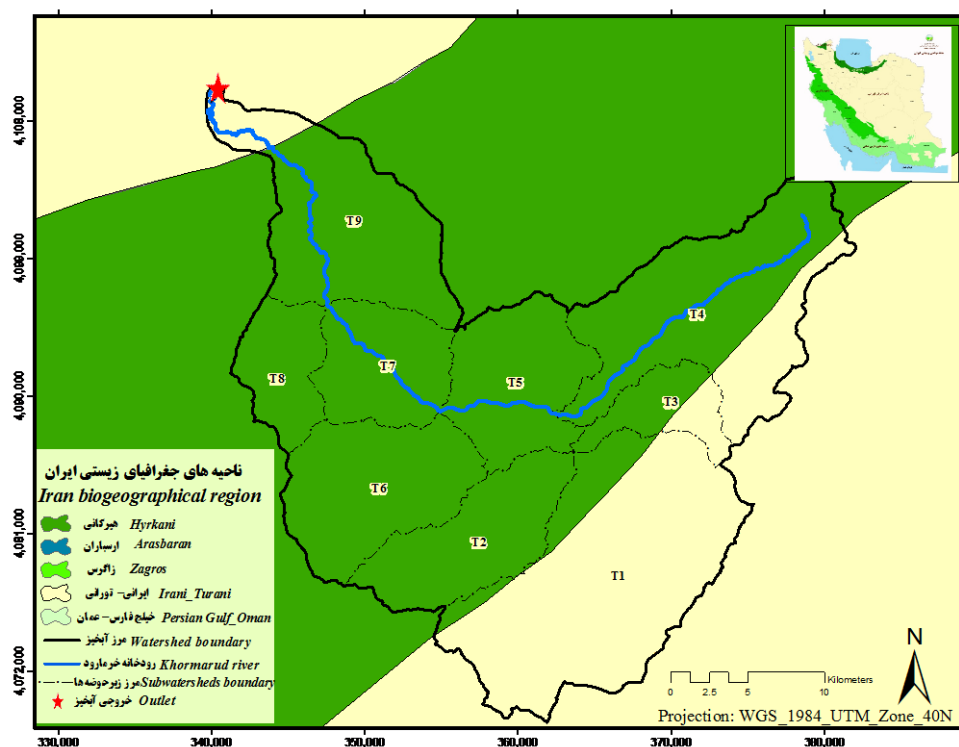 4,108,000
4,099,000
4,090,000
4,081,000
4,072,000
T9
T4
T7
T5
T8
T3
T6
T2
T1
ناحیه های جغرافیای زیستی ایران
Iran biogeographical region
هیرکانی Hyrkani
ارسباران Arasbaran
زاگرس Zagros
ایرانی- تورانی Irani_Turani
خلیج فارس- عمان Persian Gulf_Oman
مرز آبخیز Watershed boundary
رودخانه خرمارود Khormarud river
مرز زیرحوضه‌ها Subwatersheds boundary
خروجی آبخیز Outlet
N
0 2.5 5 10 Kilometers
Projection: WGS_1984_UTM_Zone_40N
330,000 340,000 350,000 360,000 370,000 380,000